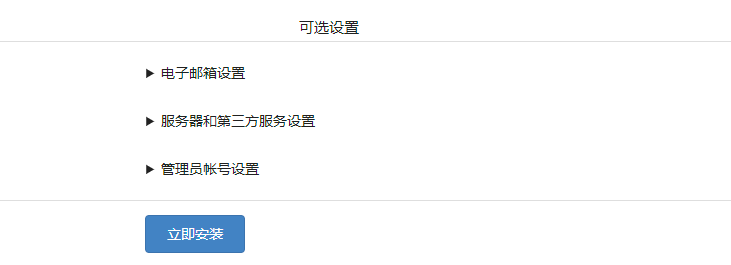 可选设置
电子邮箱设置
服务器和第三方服务设置
管理员帐号设置
立即安装